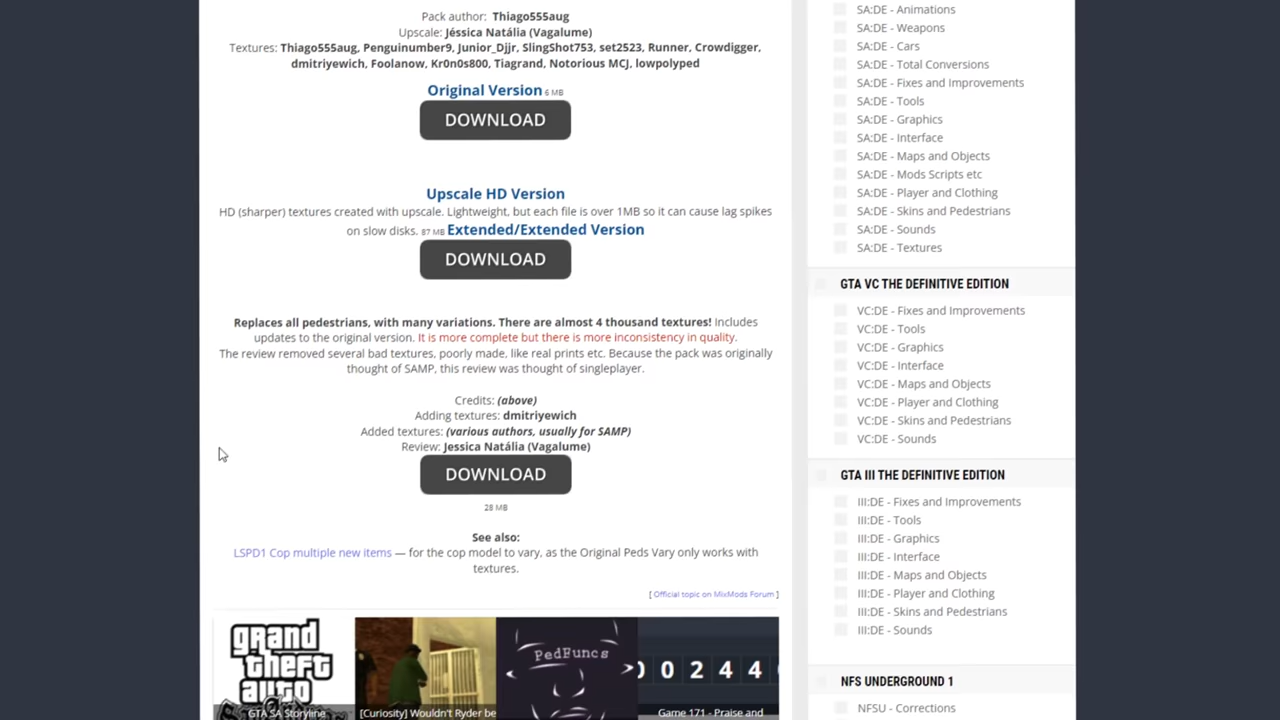 Pack author: Thiago555aug
Upscale: Jéssica Natália (Vagalume)
Textures: Thiago555aug, Penguinumber9, Junior_Djjr, SlingShot753, set2523, Runner, Crowdigger,
dmitriyewich, Foolanow, Kr0n0s800, Tiagrand, Notorious MCJ, lowpolyped
Original Version 6 MB
DOWNLOAD
Upscale HD Version
HD (sharper) textures created with upscale. Lightweight, but each file is over 1MB so it can cause lag spikes
on slow disks. 87 MB Extended/Extended Version
DOWNLOAD
Replaces all pedestrians, with many variations. There are almost 4 thousand textures! Includes
updates to the original version. It is more complete but there is more inconsistency in quality.
The review removed several bad textures, poorly made, like real prints etc. Because the pack was originally
thought of SAMP, this review was thought of singleplayer.
Credits: (above)
Adding textures: dmitriyewich
Added textures: (various authors, usually for SAMP)
Review: Jessica Natália (Vagalume)
DOWNLOAD
28 MB
See also:
LSPD1 Cop multiple new items — for the cop model to vary, as the Original Peds Vary only works with
textures.
[ Official topic on MixMods Forum ]
grand
theft
auto
GTA SA Storyline
[Curiosity] Wouldn't Ryder be
PedFuncs
0 0 2 4 4
Game 171 - Praise and
SA:DE - Animations
SA:DE - Weapons
SA:DE - Cars
SA:DE - Total Conversions
SA:DE - Fixes and Improvements
SA:DE - Tools
SA:DE - Graphics
SA:DE - Interface
SA:DE - Maps and Objects
SA:DE - Mods Scripts etc
SA:DE - Player and Clothing
SA:DE - Skins and Pedestrians
SA:DE - Sounds
SA:DE - Textures
GTA VC THE DEFINITIVE EDITION
VC:DE - Fixes and Improvements
VC:DE - Tools
VC:DE - Graphics
VC:DE - Interface
VC:DE - Maps and Objects
VC:DE - Player and Clothing
VC:DE - Skins and Pedestrians
VC:DE - Sounds
GTA III THE DEFINITIVE EDITION
III:DE - Fixes and Improvements
III:DE - Tools
III:DE - Graphics
III:DE - Interface
III:DE - Maps and Objects
III:DE - Player and Clothing
III:DE - Skins and Pedestrians
III:DE - Sounds
NFS UNDERGROUND 1
NFSU - Corrections